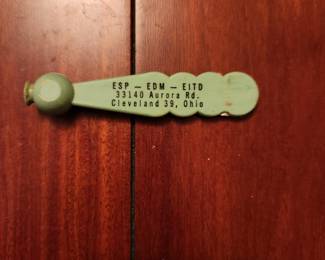 ESP — EDM — EITD
33140 Aurora Rd.
Cleveland 39, Ohio